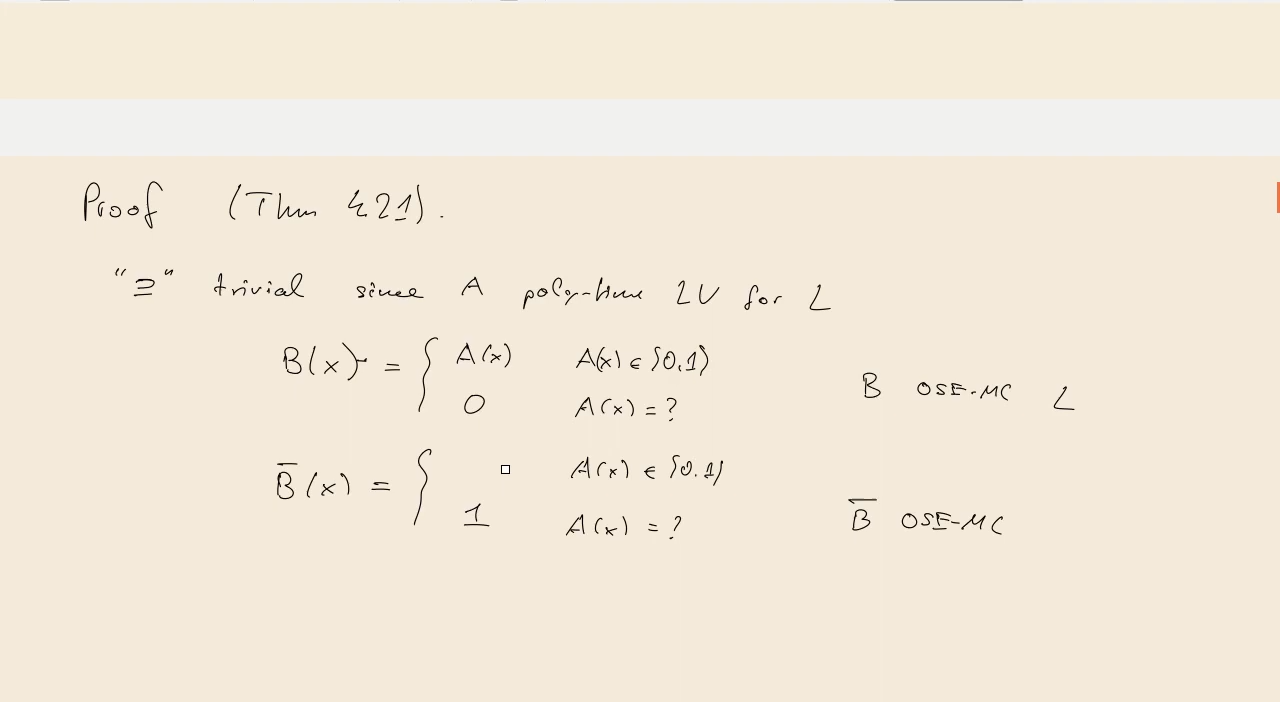 Proof (Thm 4.21).
"⊇" trivial since A poly-time LV for L
B(x) = { A(x) A(x) ∈ {0,1}
0 A(x) = ?
B OSE-MC L
B̅(x) = { A(x) ∈ {0,1}
1 A(x) = ?
B̅ OSE-MC